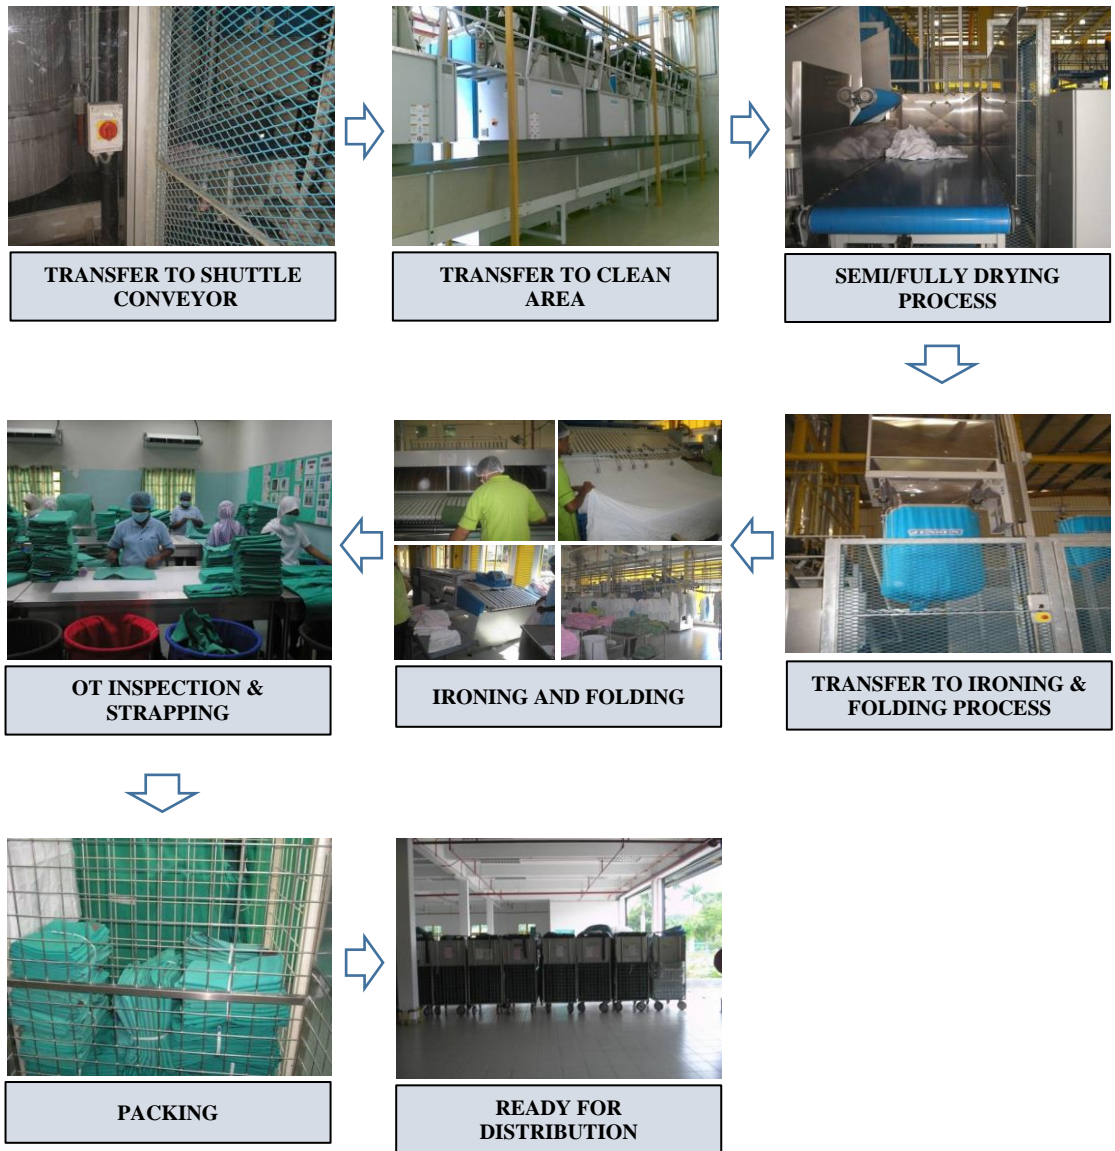 TRANSFER TO SHUTTLE
CONVEYOR
TRANSFER TO CLEAN
AREA
SEMI/FULLY DRYING
PROCESS
JENSEN
TRANSFER TO IRONING &
FOLDING PROCESS
IRONING AND FOLDING
OT INSPECTION &
STRAPPING
PACKING
READY FOR
DISTRIBUTION